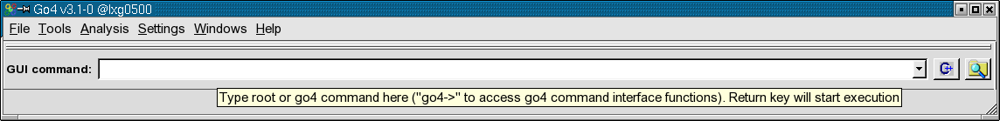 Go4 v3.1-0 @lxg0500
File Tools Analysis Settings Windows Help
GUI command:
Type root or go4 command here ("go4->" to access go4 command interface functions). Return key will start execution